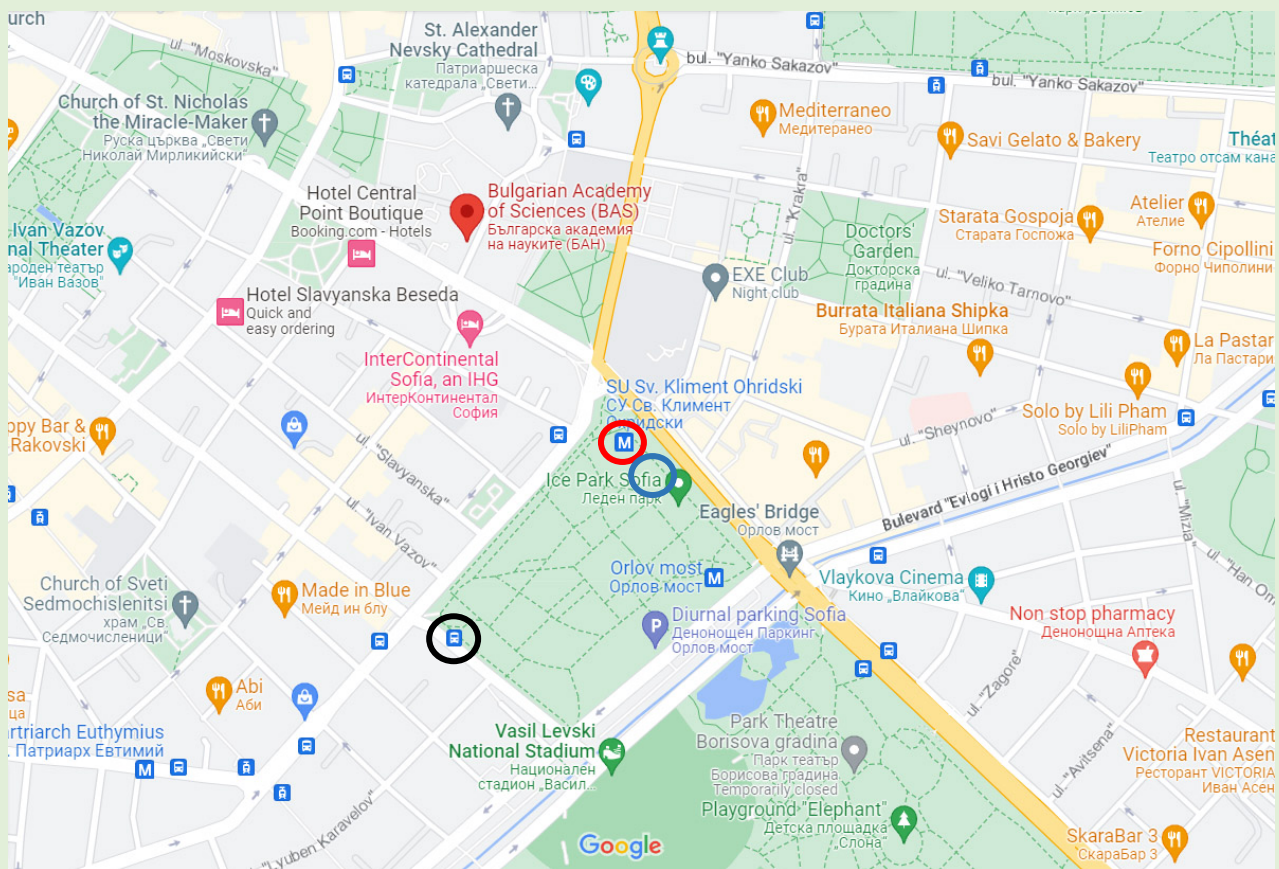 urch
ul. "Moskovska"
St. Alexander
Nevsky Cathedral
Патриаршеска
катедрала „Свети...
bul. "Yanko Sakazov"
bul. "Yanko Sakazov"
Church of St. Nicholas
the Miracle-Maker
Руска църква „Свети
Николай Мирликийски"
Mediterraneo
Медитеранео
Savi Gelato & Bakery
Théat
Театро отсам кана
Hotel Central
Point Boutique
Booking.com - Hotels
Bulgarian Academy
of Sciences (BAS)
Българска академия
на науките (БАН)
ul. "Krakra"
Doctors'
Garden
Докторска
градина
Starata Gospoja
Старата Госпожа
Atelier
Ателие
Ivan Vazov
nal Theater
ароден театър
"Иван Вазов"
Forno Cipollini
Форно Чиполини
EXE Club
Night club
ul. "Veliko Tarnovo"
Hotel Slavyanska Beseda
Quick and
easy ordering
Burrata Italiana Shipka
Бурата Италиана Шипка
La Pastar
Ла Пастари
InterContinental
Sofia, an IHG
ИнтерКонтинентал
София
SU Sv. Kliment Ohridski
СУ Св. Климент
Охридски
M
Solo by Lili Pham
Solo by LiliPham
ppy Bar &
Rakovski
ul. "Sheynovo"
ul. "Slavyanska"
Ice Park Sofia
Леден парк
Bulevard "Evlogi i Hristo Georgiev"
ul. "Mizia"
Eagles' Bridge
Орлов мост
ul. "Ivan Vazov"
ul. "Han Om
Orlov most
Орлов мост
M
Vlaykova Cinema
Кино „Влайкова"
Church of Sveti
Sedmochislenitsi
храм „Св.
Седмочисленици"
Made in Blue
Мейд ин блу
P
Diurnal parking Sofia
Денонощен Паркинг
Орлов мост
Non stop pharmacy
Денонощна Аптека
ul. "Zagore"
Abi
Аби
sa
ца
artriarch Euthymius
. Патриарх Евтимий
M
Vasil Levski
National Stadium
Национален
стадион „Васил...
Park Theatre
Borisova gradina
Парк театър
Борисова градина
Temporarily closed
ul. "Avitsena"
Restaurant
Victoria Ivan Asen
Ресторант VICTORIA
Иван Асен
Playground "Elephant"
Детска площадка
„Слона"
"Lyuben Karavelov"
Google
SkaraBar 3
СкараБар 3